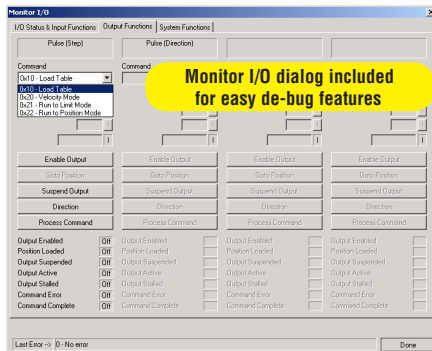 Monitor I/O
I/O Status & Input Functions Output Functions System Functions
Pulse (Step) Pulse (Direction)
Command Command
0x10 - Load Table
0x10 - Load Table
0x20 - Velocity Mode
0x21 - Run to Limit Mode
0x22 - Run to Position Mode
Monitor I/O dialog included
for easy de-bug features
Enable Output Enable Output Enable Output Enable Output
Goto Position Goto Position Goto Position Goto Position
Suspend Output Suspend Output Suspend Output Suspend Output
Direction Direction Direction Direction
Process Command Process Command Process Command Process Command
Output Enabled Off Output Enabled Output Enabled Output Enabled
Position Loaded Off Position Loaded Position Loaded Position Loaded
Output Suspended Off Output Suspended Output Suspended Output Suspended
Output Active Off Output Active Output Active Output Active
Output Stalled Off Output Stalled Output Stalled Output Stalled
Command Error Off Command Error Command Error Command Error
Command Complete Off Command Complete Command Complete Command Complete
Last Error --> 0 - No error Done